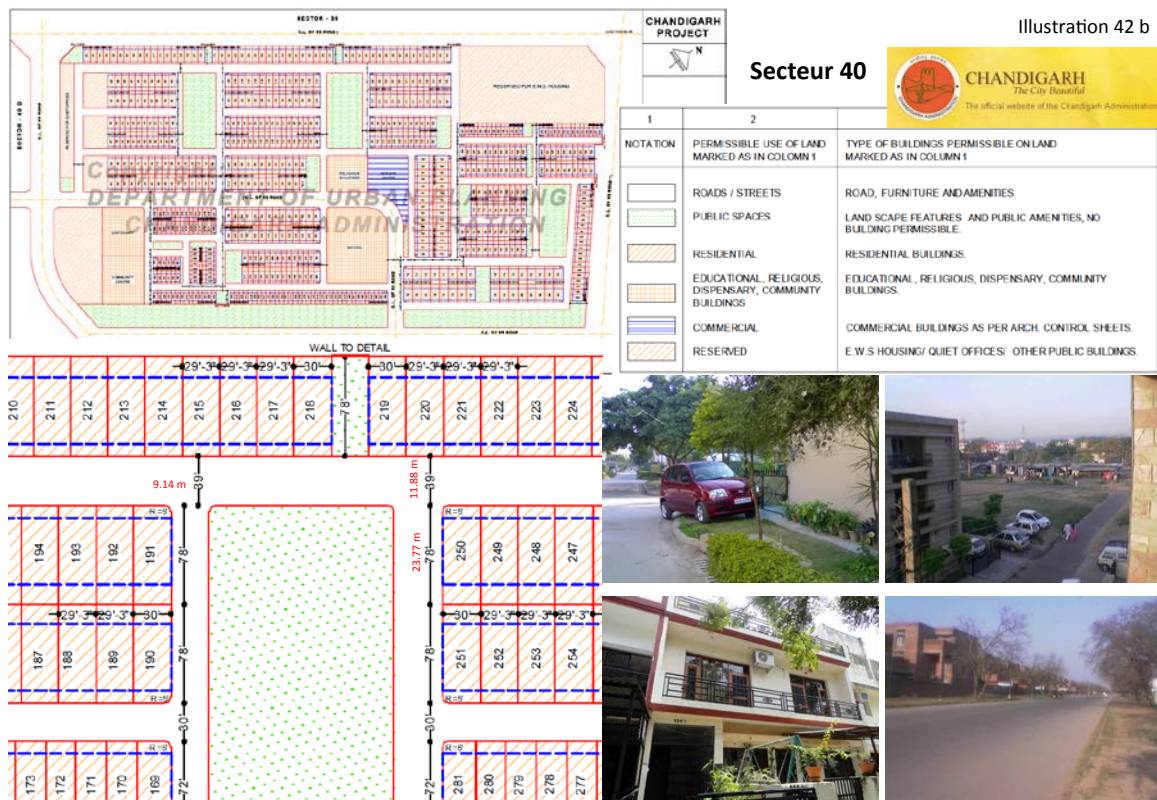 Illustration 42 b
SECTOR - 39
CHANDIGARH
PROJECT
N
Secteur 40
CHANDIGARH
The City Beautiful
The official website of the Chandigarh Administration
RESERVED FOR E.W.S. HOUSING
Copyright
DEPARTMENT OF URBAN PLANNING
CHANDIGARH ADMINISTRATION
COMMUNITY
CENTRE
1 2
NOTATION PERMISSIBLE USE OF LAND TYPE OF BUILDINGS PERMISSIBLE ON LAND
MARKED AS IN COLOMN 1 MARKED AS IN COLUMN 1
ROADS / STREETS ROAD, FURNITURE AND AMENITIES
PUBLIC SPACES LAND SCAPE FEATURES AND PUBLIC AMENITIES, NO
BUILDING PERMISSIBLE.
RESIDENTIAL RESIDENTIAL BUILDINGS.
EDUCATIONAL, RELIGIOUS, EDUCATIONAL, RELIGIOUS, DISPENSARY, COMMUNITY
DISPENSARY, COMMUNITY BUILDINGS.
BUILDINGS
COMMERCIAL COMMERCIAL BUILDINGS AS PER ARCH. CONTROL SHEETS.
RESERVED E.W.S HOUSING/ QUIET OFFICES/ OTHER PUBLIC BUILDINGS.
WALL TO DETAIL
29'-3" 29'-3" 29'-3" 30' 30' 29'-3" 29'-3" 29'-3"
210 211 212 213 214 215 216 217 218 78' 219 220 221 222 223 224
9.14 m 39' 11.88 m 39'
R=5' R=5'
194 193 192 191 78' 23.77 m 78' 250 249 248 247
29'-3" 29'-3" 30' 30' 29'-3" 29'-3"
187 188 189 190 78' 78' 251 252 253 254
R=5' R=5'
30' 30'
R=5' R=5'
173 172 171 170 169 72' 72' 281 280 279 278 277